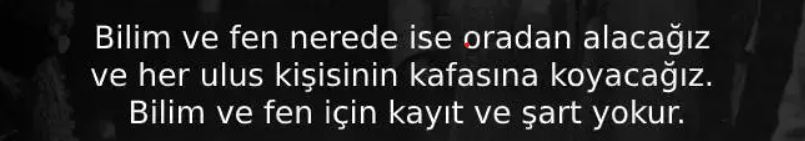 Bilim ve fen nerede ise oradan alacağız
ve her ulus kişisinin kafasına koyacağız.
Bilim ve fen için kayıt ve şart yokur.